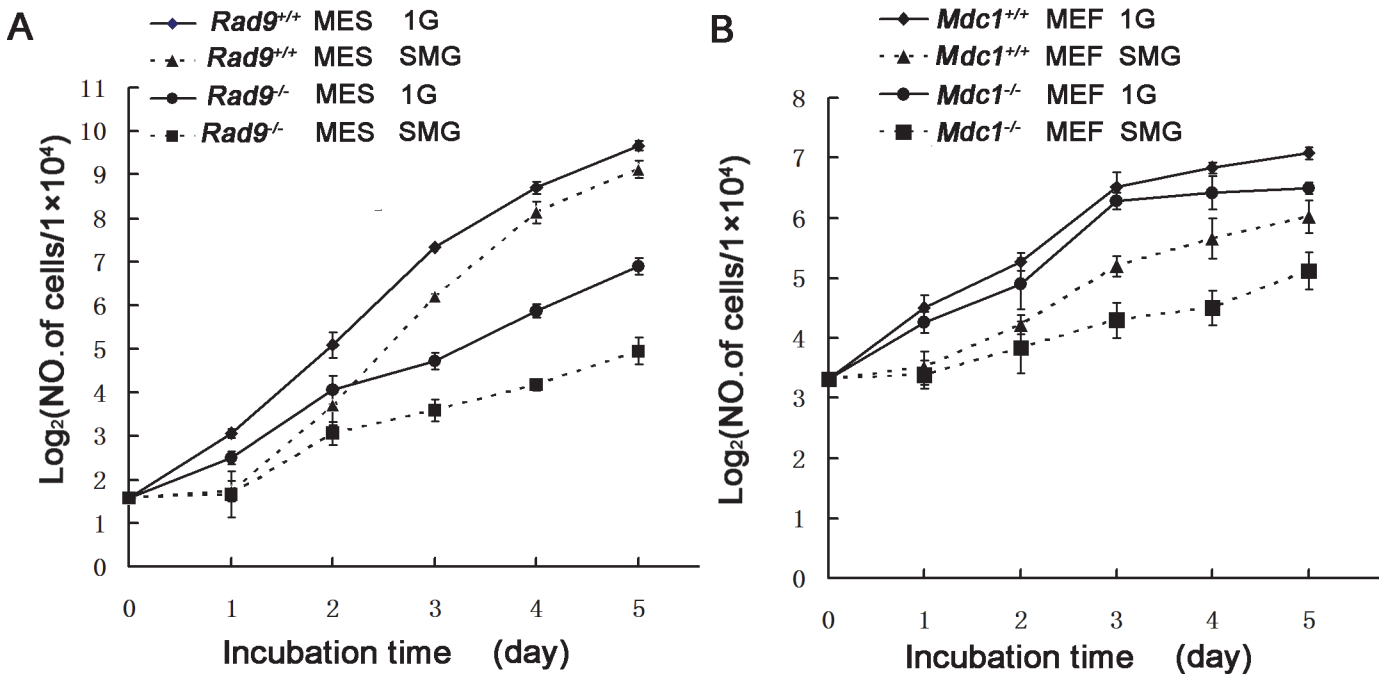 A
Rad9+/+ MES 1G
Rad9+/+ MES SMG
Rad9-/- MES 1G
Rad9-/- MES SMG
Log2(NO.of cells/1×10⁴)
11
10
9
8
7
6
5
4
3
2
1
0
0 1 2 3 4 5
Incubation time (day)
B
Mdc1+/+ MEF 1G
Mdc1+/+ MEF SMG
Mdc1-/- MEF 1G
Mdc1-/- MEF SMG
Log2(NO.of cells/1×10⁴)
8
7
6
5
4
3
2
1
0
0 1 2 3 4 5
Incubation time (day)